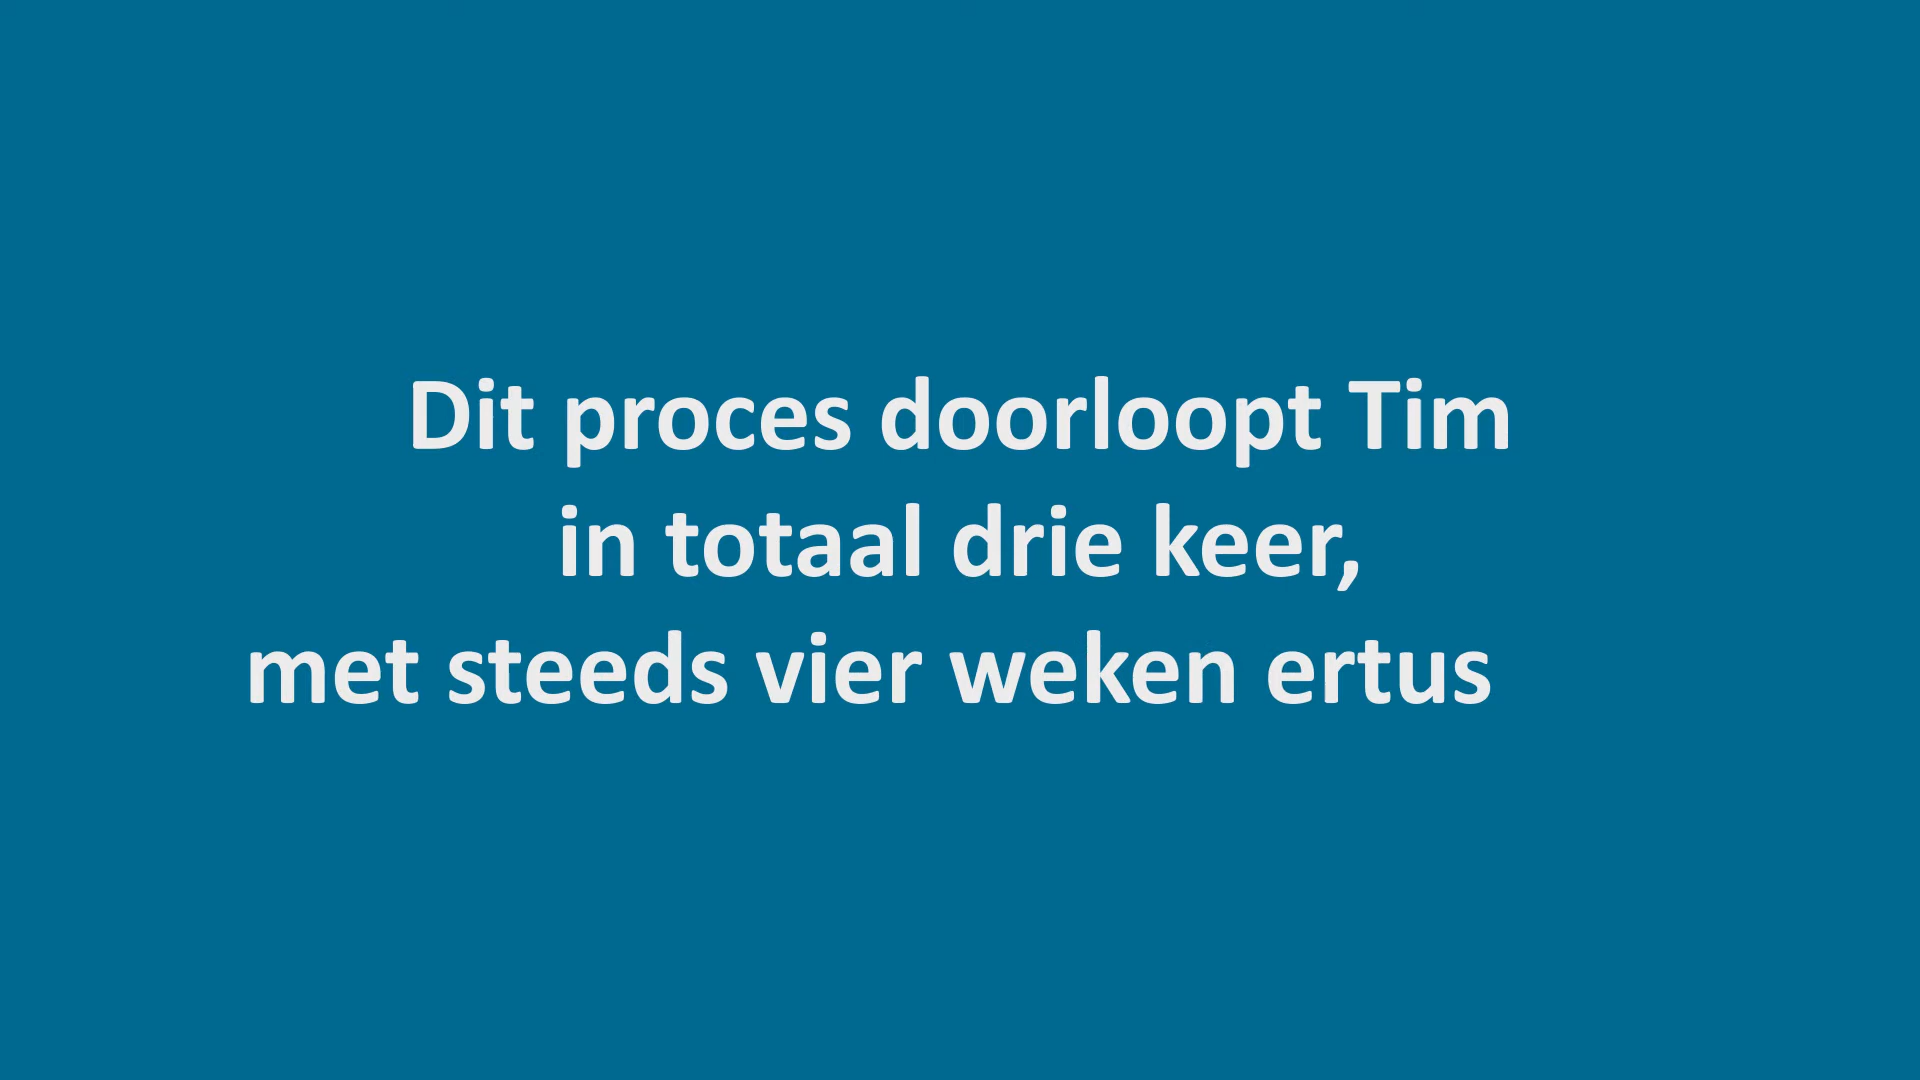 Dit proces doorloopt Tim
in totaal drie keer,
met steeds vier weken ertus